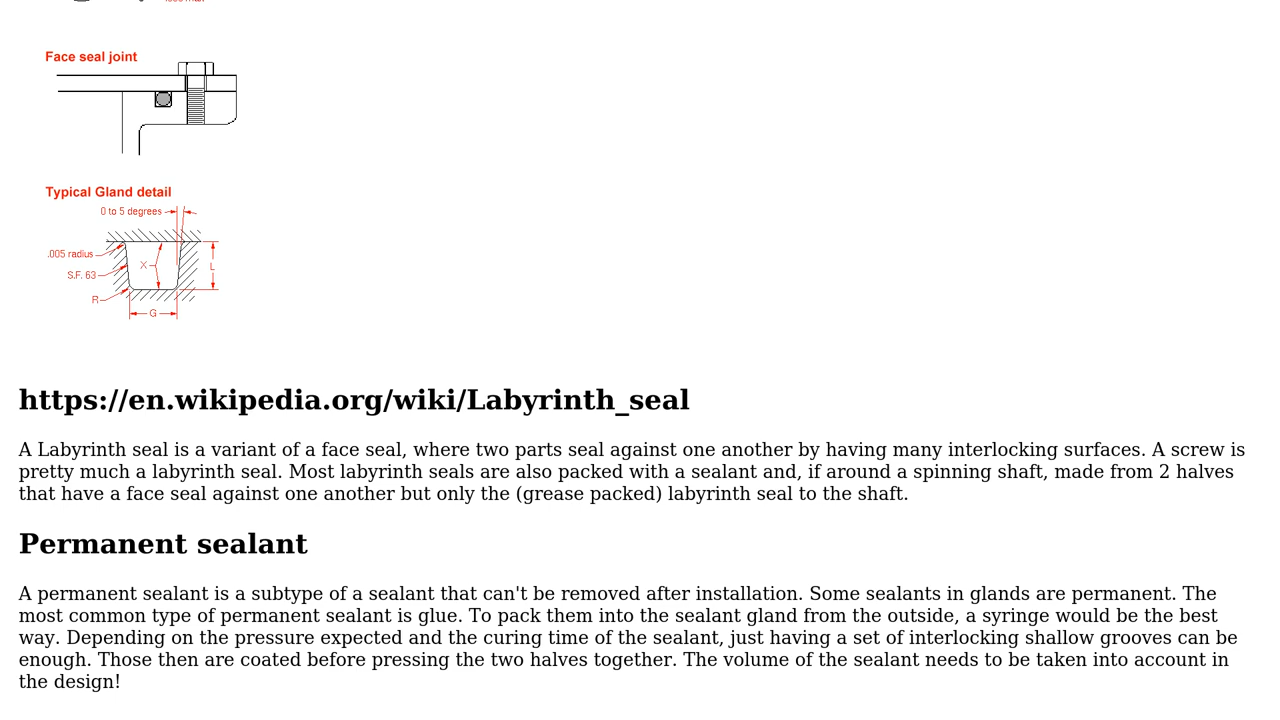 Face seal joint
Typical Gland detail
0 to 5 degrees
.005 radius
X
L
S.F. 63
R
G
https://en.wikipedia.org/wiki/Labyrinth_seal
A Labyrinth seal is a variant of a face seal, where two parts seal against one another by having many interlocking surfaces. A screw is
pretty much a labyrinth seal. Most labyrinth seals are also packed with a sealant and, if around a spinning shaft, made from 2 halves
that have a face seal against one another but only the (grease packed) labyrinth seal to the shaft.
Permanent sealant
A permanent sealant is a subtype of a sealant that can't be removed after installation. Some sealants in glands are permanent. The
most common type of permanent sealant is glue. To pack them into the sealant gland from the outside, a syringe would be the best
way. Depending on the pressure expected and the curing time of the sealant, just having a set of interlocking shallow grooves can be
enough. Those then are coated before pressing the two halves together. The volume of the sealant needs to be taken into account in
the design!